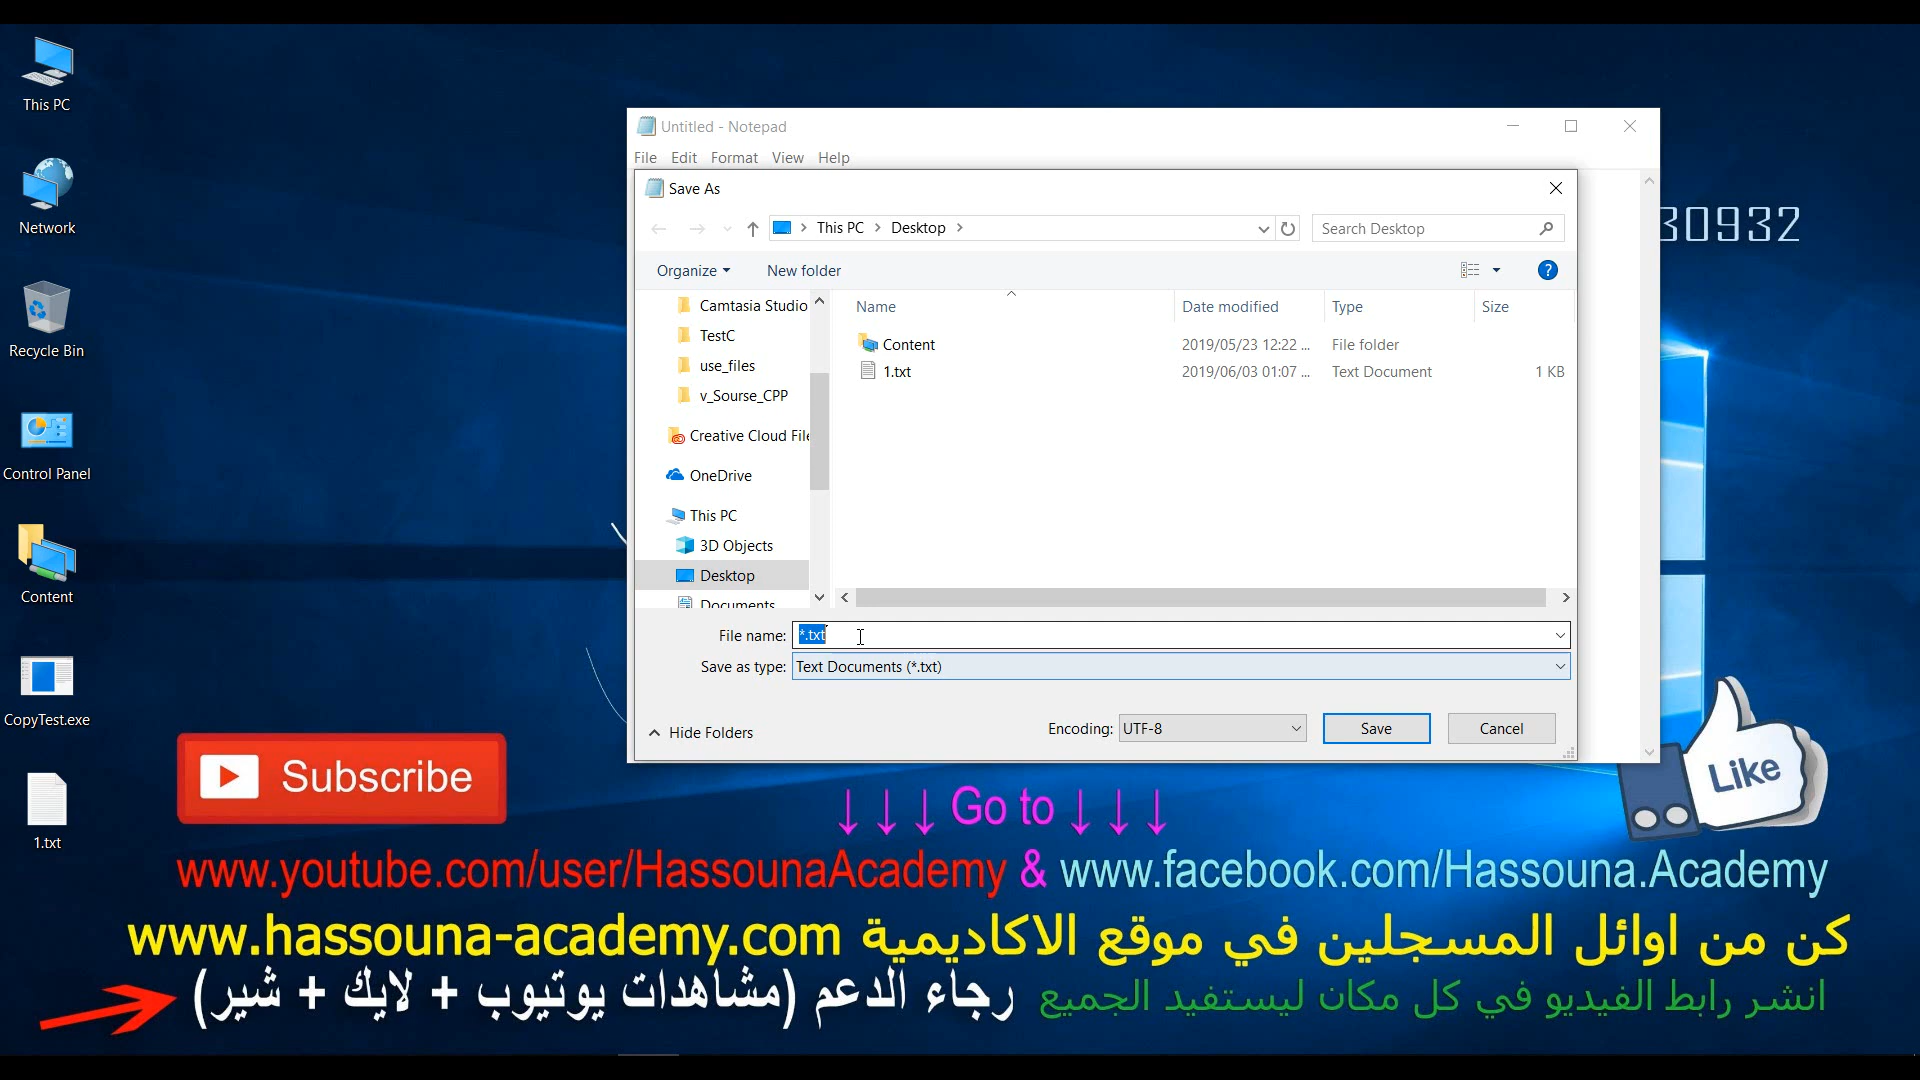 This PC
Network
Recycle Bin
Control Panel
Content
CopyTest.exe
1.txt
Untitled - Notepad
File Edit Format View Help
Save As
This PC Desktop
Search Desktop
Organize New folder
Camtasia Studio
TestC
use_files
v_Sourse_CPP
Creative Cloud File
OneDrive
This PC
3D Objects
Desktop
Documents
Name Date modified Type Size
Content 2019/05/23 12:22 ... File folder
1.txt 2019/06/03 01:07 ... Text Document 1 KB
File name: *.txt
Save as type: Text Documents (*.txt)
Hide Folders Encoding: UTF-8 Save Cancel
30932
Subscribe
Like
↓ ↓ ↓ Go to ↓ ↓ ↓
www.youtube.com/user/HassounaAcademy & www.facebook.com/Hassouna.Academy
كن من اوائل المسجلين في موقع الاكاديمية www.hassouna-academy.com
انشر رابط الفيديو في كل مكان ليستفيد الجميع رجاء الدعم (مشاهدات يوتيوب + لايك + شير)